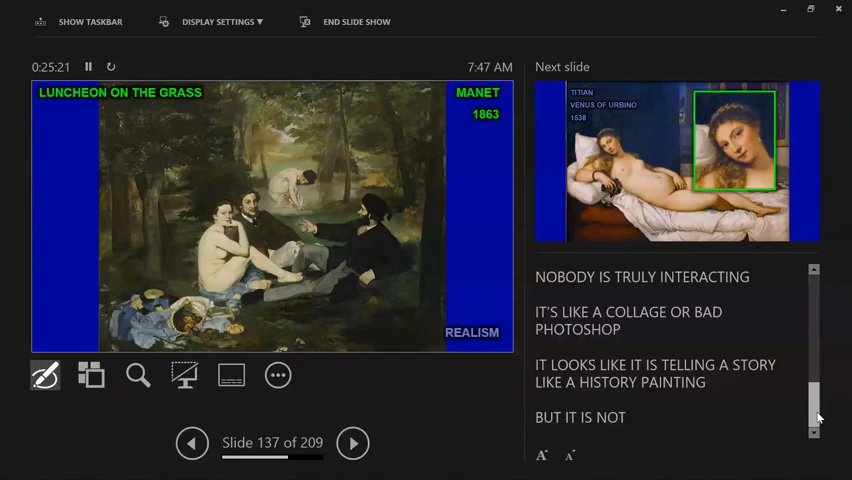 SHOW TASKBAR
DISPLAY SETTINGS ▼
END SLIDE SHOW
0:25:21
7:47 AM
LUNCHEON ON THE GRASS
MANET
1863
REALISM
Slide 137 of 209
Next slide
TITIAN
VENUS OF URBINO
1538
NOBODY IS TRULY INTERACTING
IT'S LIKE A COLLAGE OR BAD
PHOTOSHOP
IT LOOKS LIKE IT IS TELLING A STORY
LIKE A HISTORY PAINTING
BUT IT IS NOT
A
A